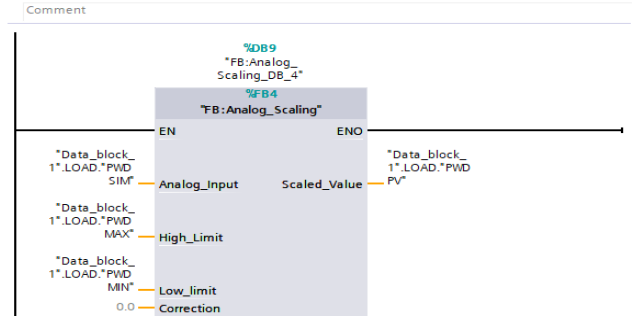 Comment
%DB9
"FB:Analog_
Scaling_DB_4"
%FB4
"FB:Analog_Scaling"
EN
ENO
"Data_block_
1".LOAD."PWD
SIM"
Analog_Input
Scaled_Value
"Data_block_
1".LOAD."PWD
PV"
"Data_block_
1".LOAD."PWD
MAX"
High_Limit
"Data_block_
1".LOAD."PWD
MIN"
Low_limit
0.0
Correction